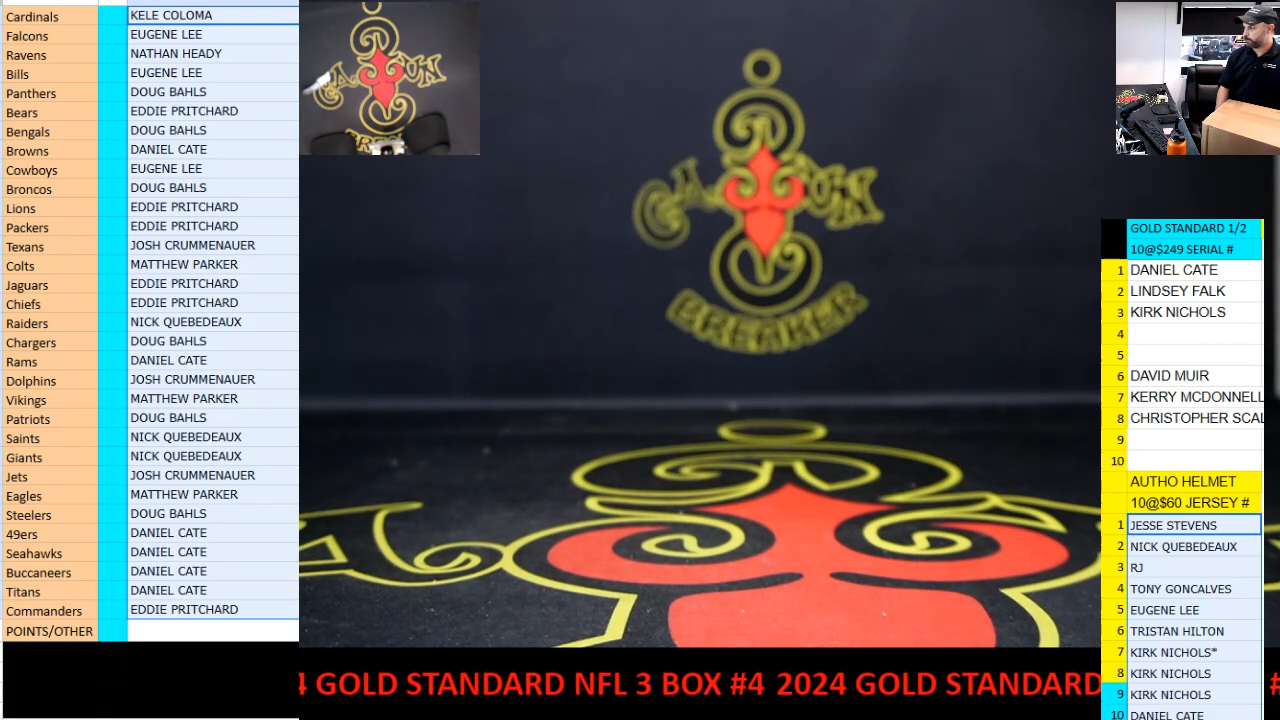 Cardinals KELE COLOMA
Falcons EUGENE LEE
Ravens NATHAN HEADY
Bills EUGENE LEE
Panthers DOUG BAHLS
Bears EDDIE PRITCHARD
Bengals DOUG BAHLS
Browns DANIEL CATE
Cowboys EUGENE LEE
Broncos DOUG BAHLS
Lions EDDIE PRITCHARD
Packers EDDIE PRITCHARD
Texans JOSH CRUMMENAUER
Colts MATTHEW PARKER
Jaguars EDDIE PRITCHARD
Chiefs EDDIE PRITCHARD
Raiders NICK QUEBEDEAUX
Chargers DOUG BAHLS
Rams DANIEL CATE
Dolphins JOSH CRUMMENAUER
Vikings MATTHEW PARKER
Patriots DOUG BAHLS
Saints NICK QUEBEDEAUX
Giants NICK QUEBEDEAUX
Jets JOSH CRUMMENAUER
Eagles MATTHEW PARKER
Steelers DOUG BAHLS
49ers DANIEL CATE
Seahawks DANIEL CATE
Buccaneers DANIEL CATE
Titans DANIEL CATE
Commanders EDDIE PRITCHARD
POINTS/OTHER
CAJUN
BREAKER
GOLD STANDARD 1/2
10@$249 SERIAL #
1 DANIEL CATE
2 LINDSEY FALK
3 KIRK NICHOLS
4
5
6 DAVID MUIR
7 KERRY MCDONNELL
8 CHRISTOPHER SCAL
9
10
AUTHO HELMET
10@$60 JERSEY #
1 JESSE STEVENS
2 NICK QUEBEDEAUX
3 RJ
4 TONY GONCALVES
5 EUGENE LEE
6 TRISTAN HILTON
7 KIRK NICHOLS*
8 KIRK NICHOLS
9 KIRK NICHOLS
10 DANIEL CATE
4 GOLD STANDARD NFL 3 BOX #4 2024 GOLD STANDARD #